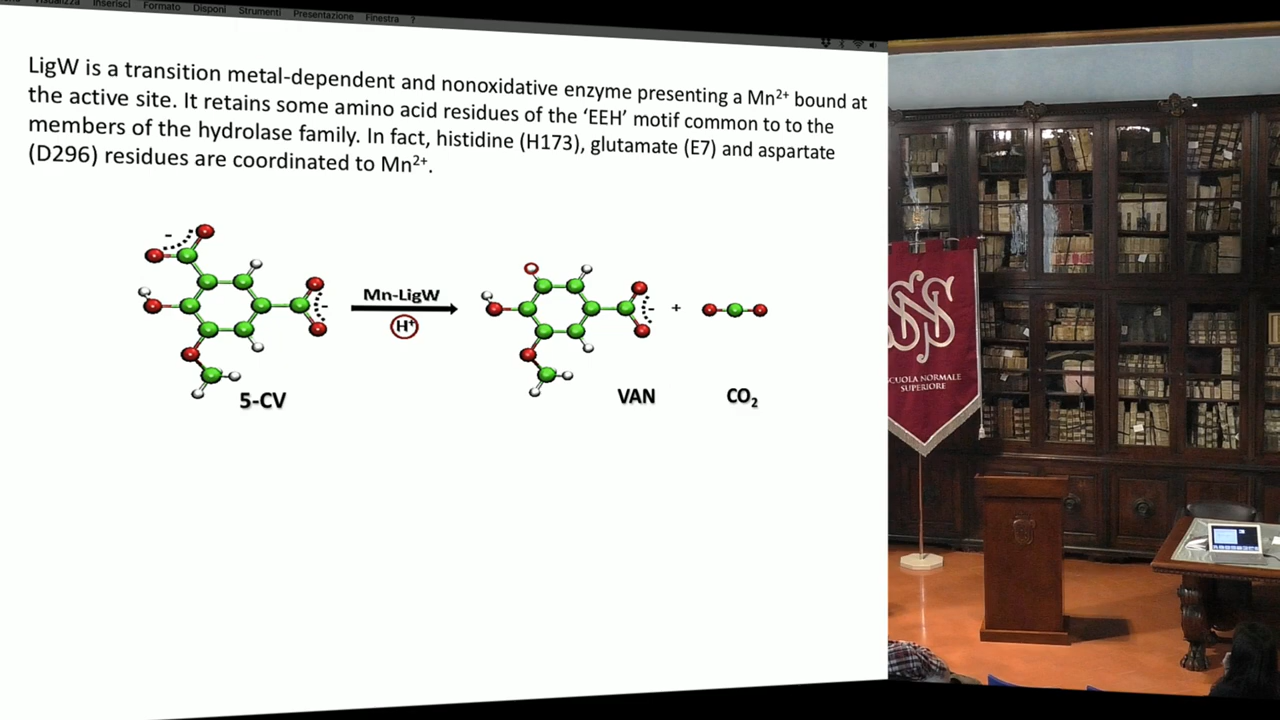 Visualizza Inserisci Formato Disponi Strumenti Presentazione Finestra ?
LigW is a transition metal-dependent and nonoxidative enzyme presenting a Mn²⁺ bound at
the active site. It retains some amino acid residues of the ‘EEH’ motif common to to the
members of the hydrolase family. In fact, histidine (H173), glutamate (E7) and aspartate
(D296) residues are coordinated to Mn²⁺.
-
-
Mn-LigW
H⁺
-
+
5-CV
VAN
CO₂
SNS
SCUOLA NORMALE
SUPERIORE